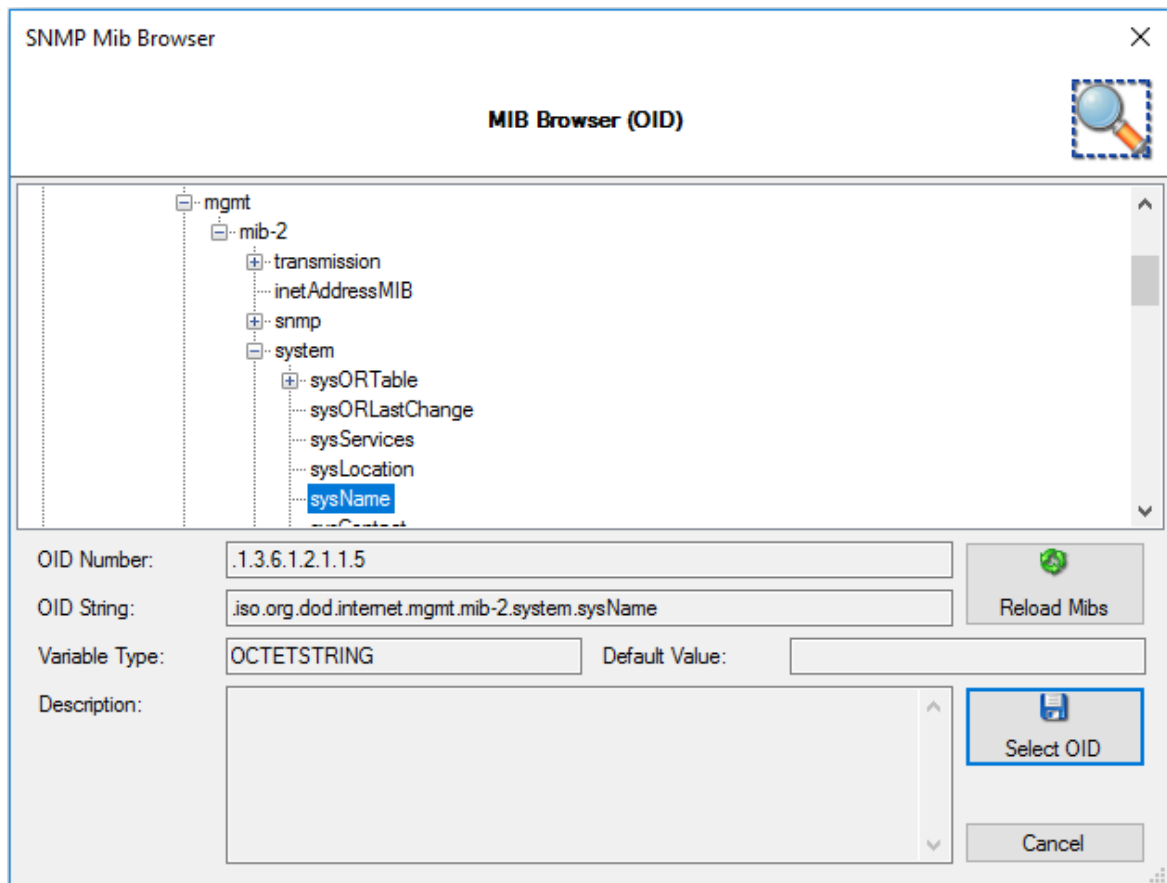 SNMP Mib Browser
MIB Browser (OID)
mgmt
mib-2
transmission
inetAddressMIB
snmp
system
sysORTable
sysORLastChange
sysServices
sysLocation
sysName
sysContact
OID Number:
.1.3.6.1.2.1.1.5
OID String:
.iso.org.dod.internet.mgmt.mib-2.system.sysName
Reload Mibs
Variable Type:
OCTETSTRING
Default Value:
Description:
Select OID
Cancel